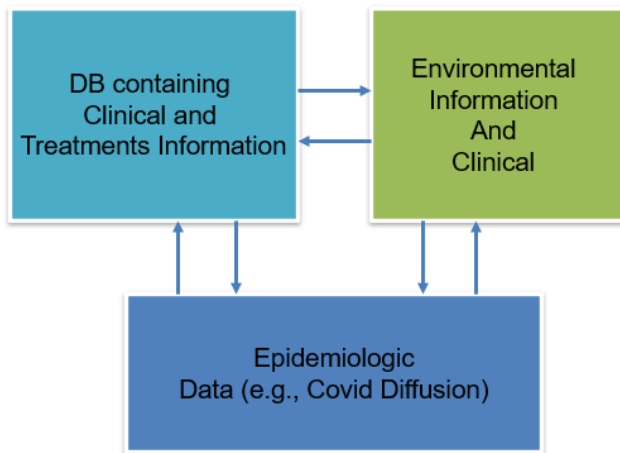 DB containing
Clinical and
Treatments Information
Environmental
Information
And
Clinical
Epidemiologic
Data (e.g., Covid Diffusion)